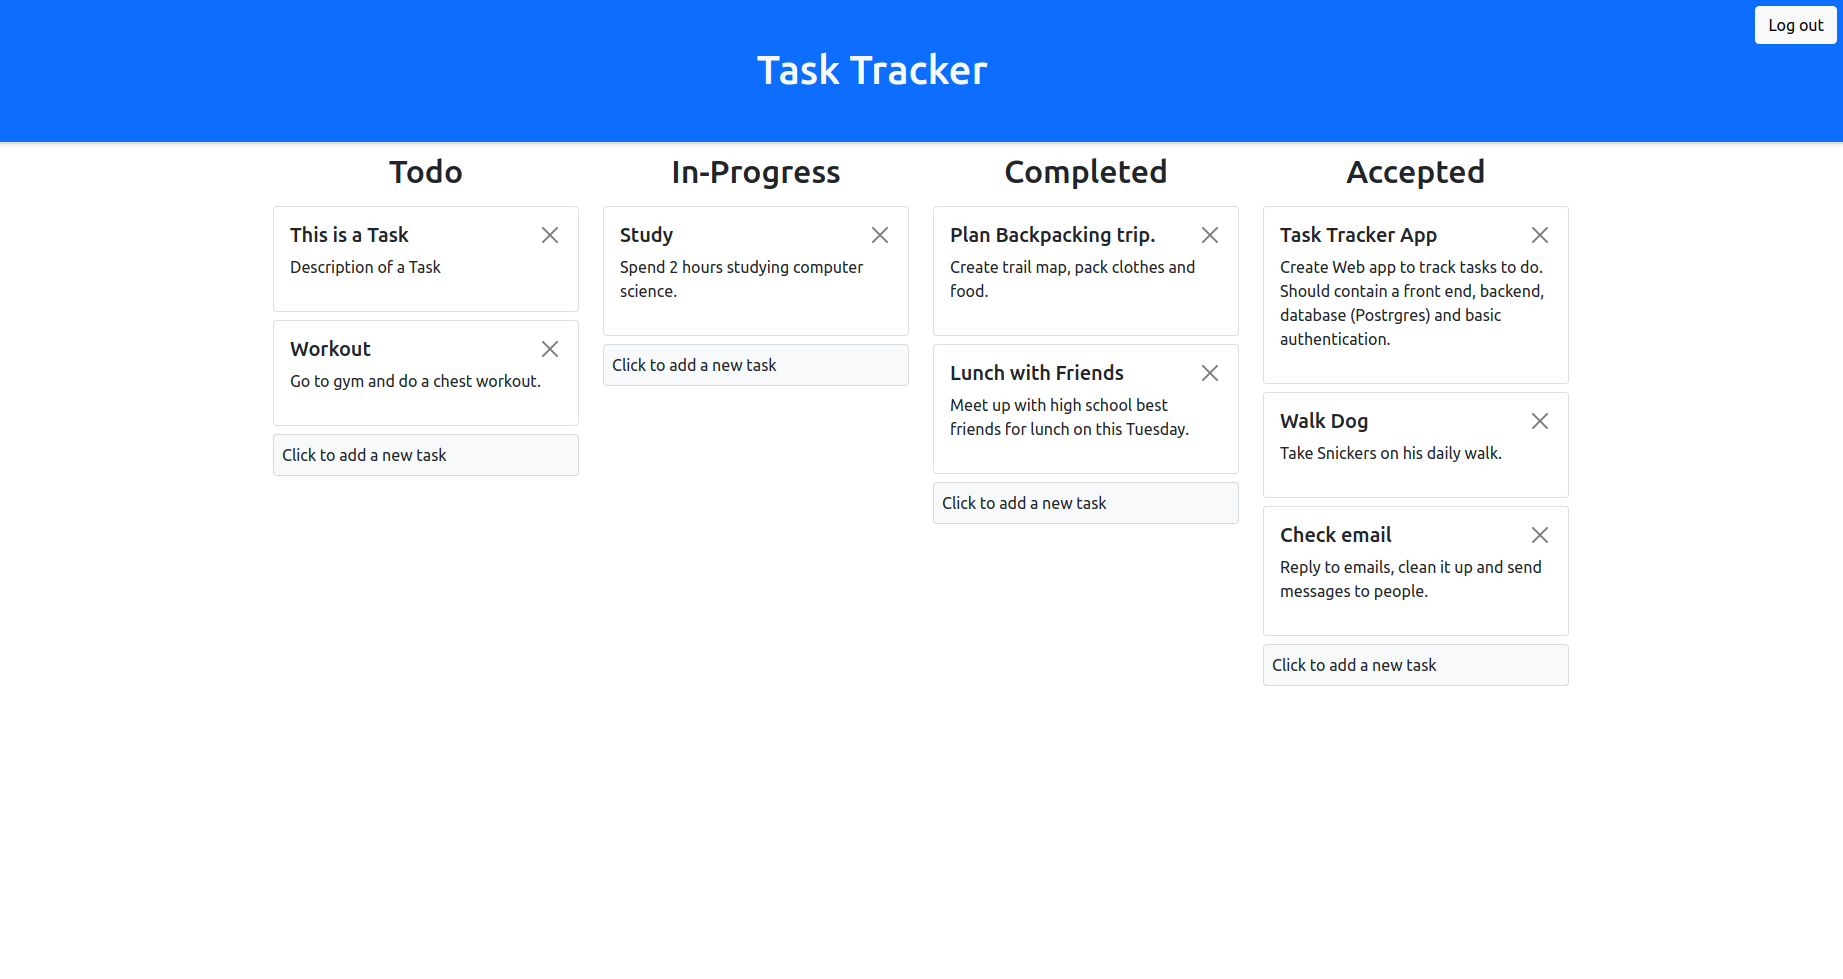 Log out
Task Tracker
Todo
This is a Task
Description of a Task
Workout
Go to gym and do a chest workout.
Click to add a new task
In-Progress
Study
Spend 2 hours studying computer
science.
Click to add a new task
Completed
Plan Backpacking trip.
Create trail map, pack clothes and
food.
Lunch with Friends
Meet up with high school best
friends for lunch on this Tuesday.
Click to add a new task
Accepted
Task Tracker App
Create Web app to track tasks to do.
Should contain a front end, backend,
database (Postrgres) and basic
authentication.
Walk Dog
Take Snickers on his daily walk.
Check email
Reply to emails, clean it up and send
messages to people.
Click to add a new task